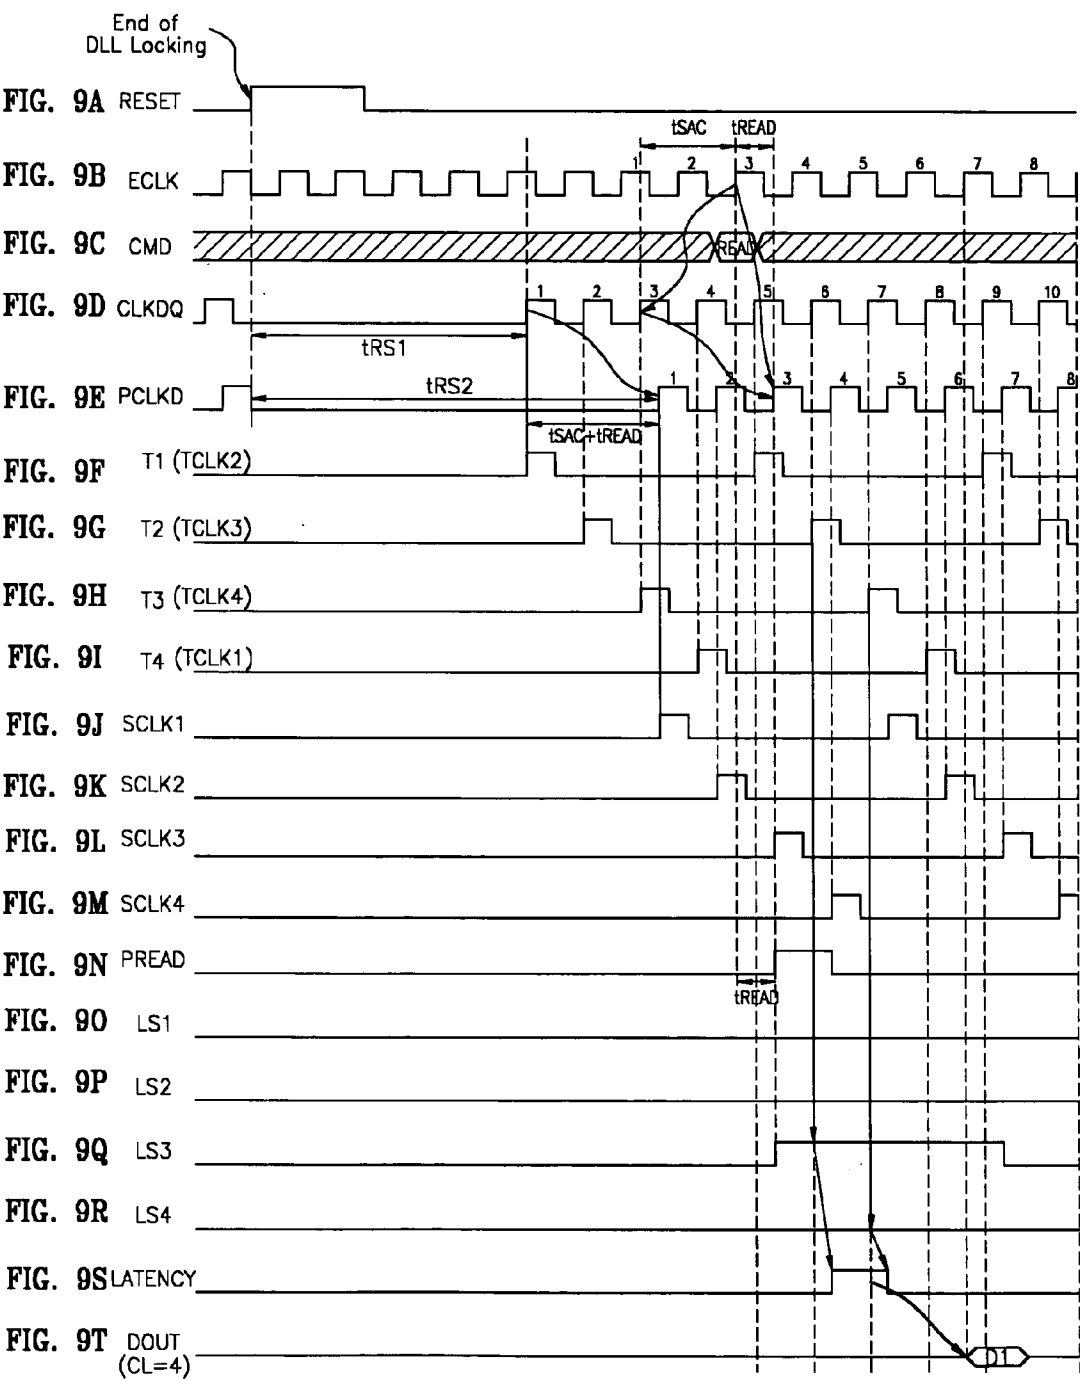 End of
DLL Locking
FIG. 9A RESET
tSAC tREAD
FIG. 9B ECLK 1 2 3 4 5 6 7 8
FIG. 9C CMD READ
FIG. 9D CLKDQ 1 2 3 4 5 6 7 8 9 10
tRS1
FIG. 9E PCLKD tRS2 1 2 3 4 5 6 7 8
tSAC+tREAD
FIG. 9F T1 (TCLK2)
FIG. 9G T2 (TCLK3)
FIG. 9H T3 (TCLK4)
FIG. 9I T4 (TCLK1)
FIG. 9J SCLK1
FIG. 9K SCLK2
FIG. 9L SCLK3
FIG. 9M SCLK4
FIG. 9N PREAD
tREAD
FIG. 9O LS1
FIG. 9P LS2
FIG. 9Q LS3
FIG. 9R LS4
FIG. 9S LATENCY
FIG. 9T DOUT D1
(CL=4)